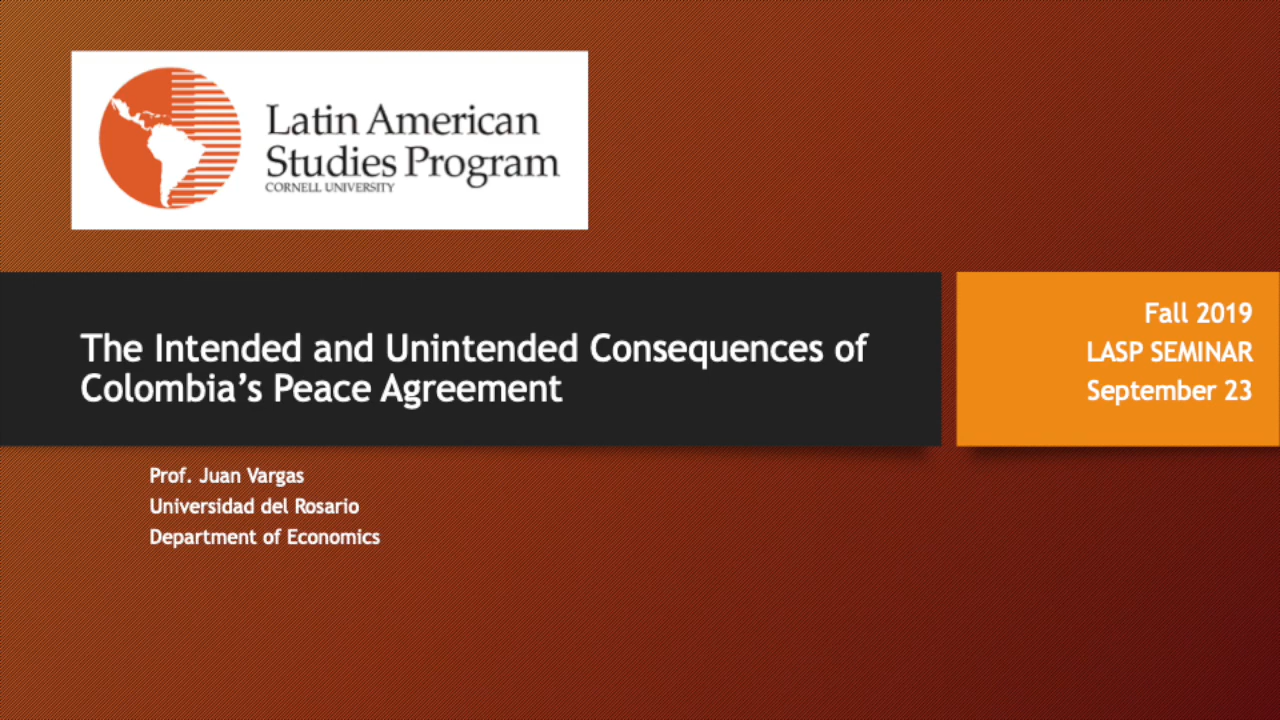 Latin American
Studies Program
CORNELL UNIVERSITY
The Intended and Unintended Consequences of
Colombia’s Peace Agreement
Fall 2019
LASP SEMINAR
September 23
Prof. Juan Vargas
Universidad del Rosario
Department of Economics